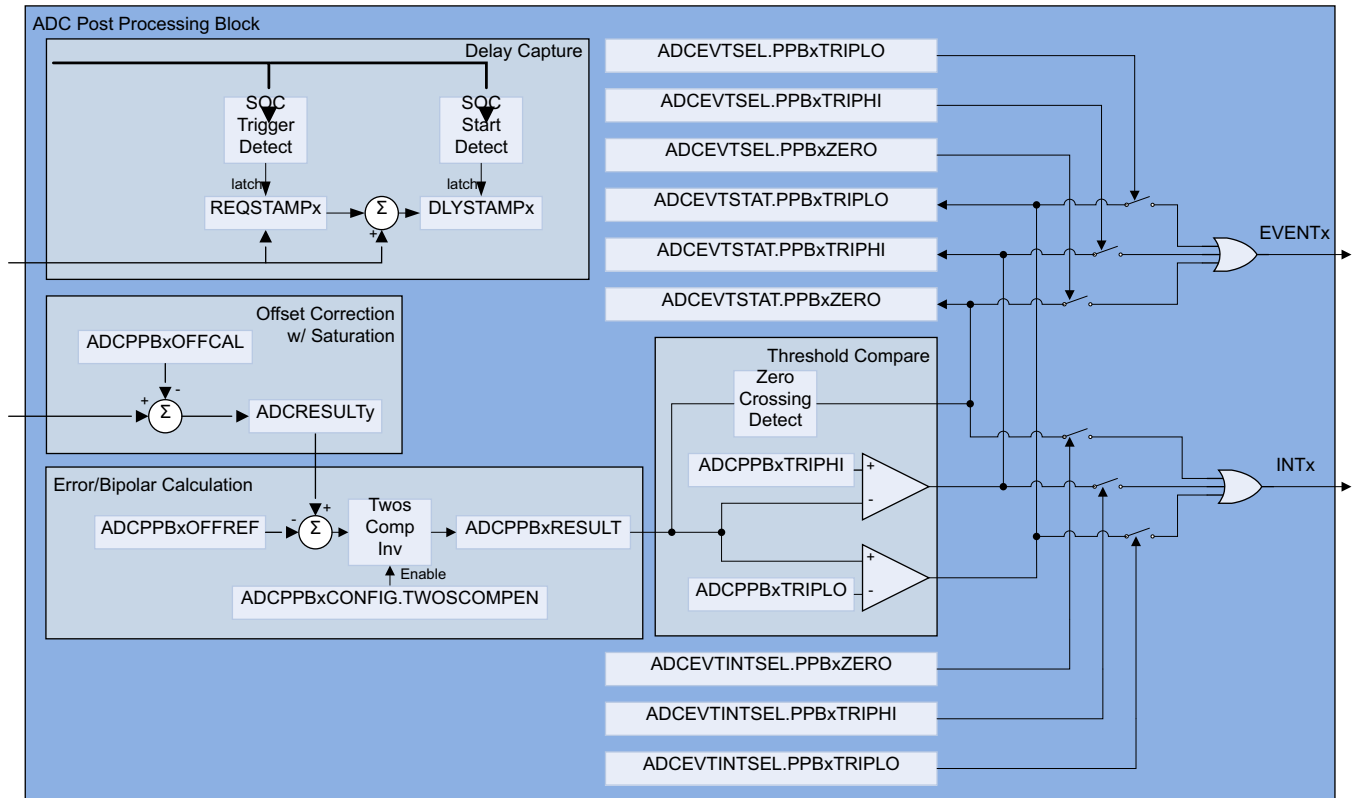 ADC Post Processing Block
Delay Capture
SOC
Trigger
Detect
SOC
Start
Detect
latch
latch
REQSTAMPx
Σ
DLYSTAMPx
+
Offset Correction
w/ Saturation
ADCPPBxOFFCAL
-
+
Σ
ADCRESULTy
Error/Bipolar Calculation
ADCPPBxOFFREF
-
+
Σ
Twos
Comp
Inv
ADCPPBxRESULT
Enable
ADCPPBxCONFIG.TWOSCOMPEN
ADCEVTSEL.PPBxTRIPLO
ADCEVTSEL.PPBxTRIPHI
ADCEVTSEL.PPBxZERO
ADCEVTSTAT.PPBxTRIPLO
ADCEVTSTAT.PPBxTRIPHI
ADCEVTSTAT.PPBxZERO
EVENTx
Threshold Compare
Zero
Crossing
Detect
ADCPPBxTRIPHI
+
-
ADCPPBxTRIPLO
+
-
INTx
ADCEVTINTSEL.PPBxZERO
ADCEVTINTSEL.PPBxTRIPHI
ADCEVTINTSEL.PPBxTRIPLO